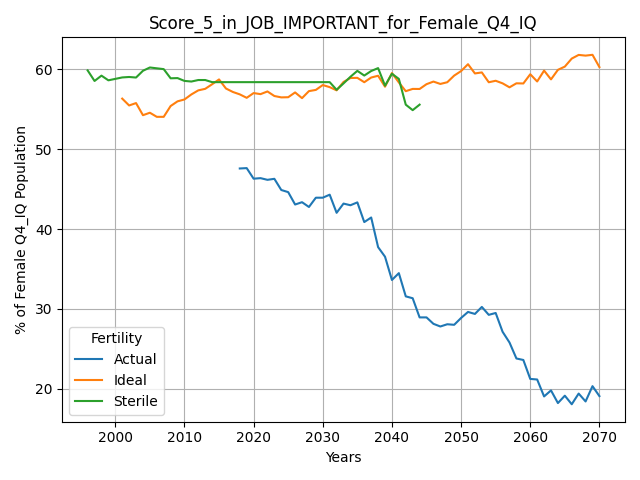 Score_5_in_JOB_IMPORTANT_for_Female_Q4_IQ
% of Female Q4_IQ Population
60
50
40
30
20
Fertility
Actual
Ideal
Sterile
2000 2010 2020 2030 2040 2050 2060 2070
Years